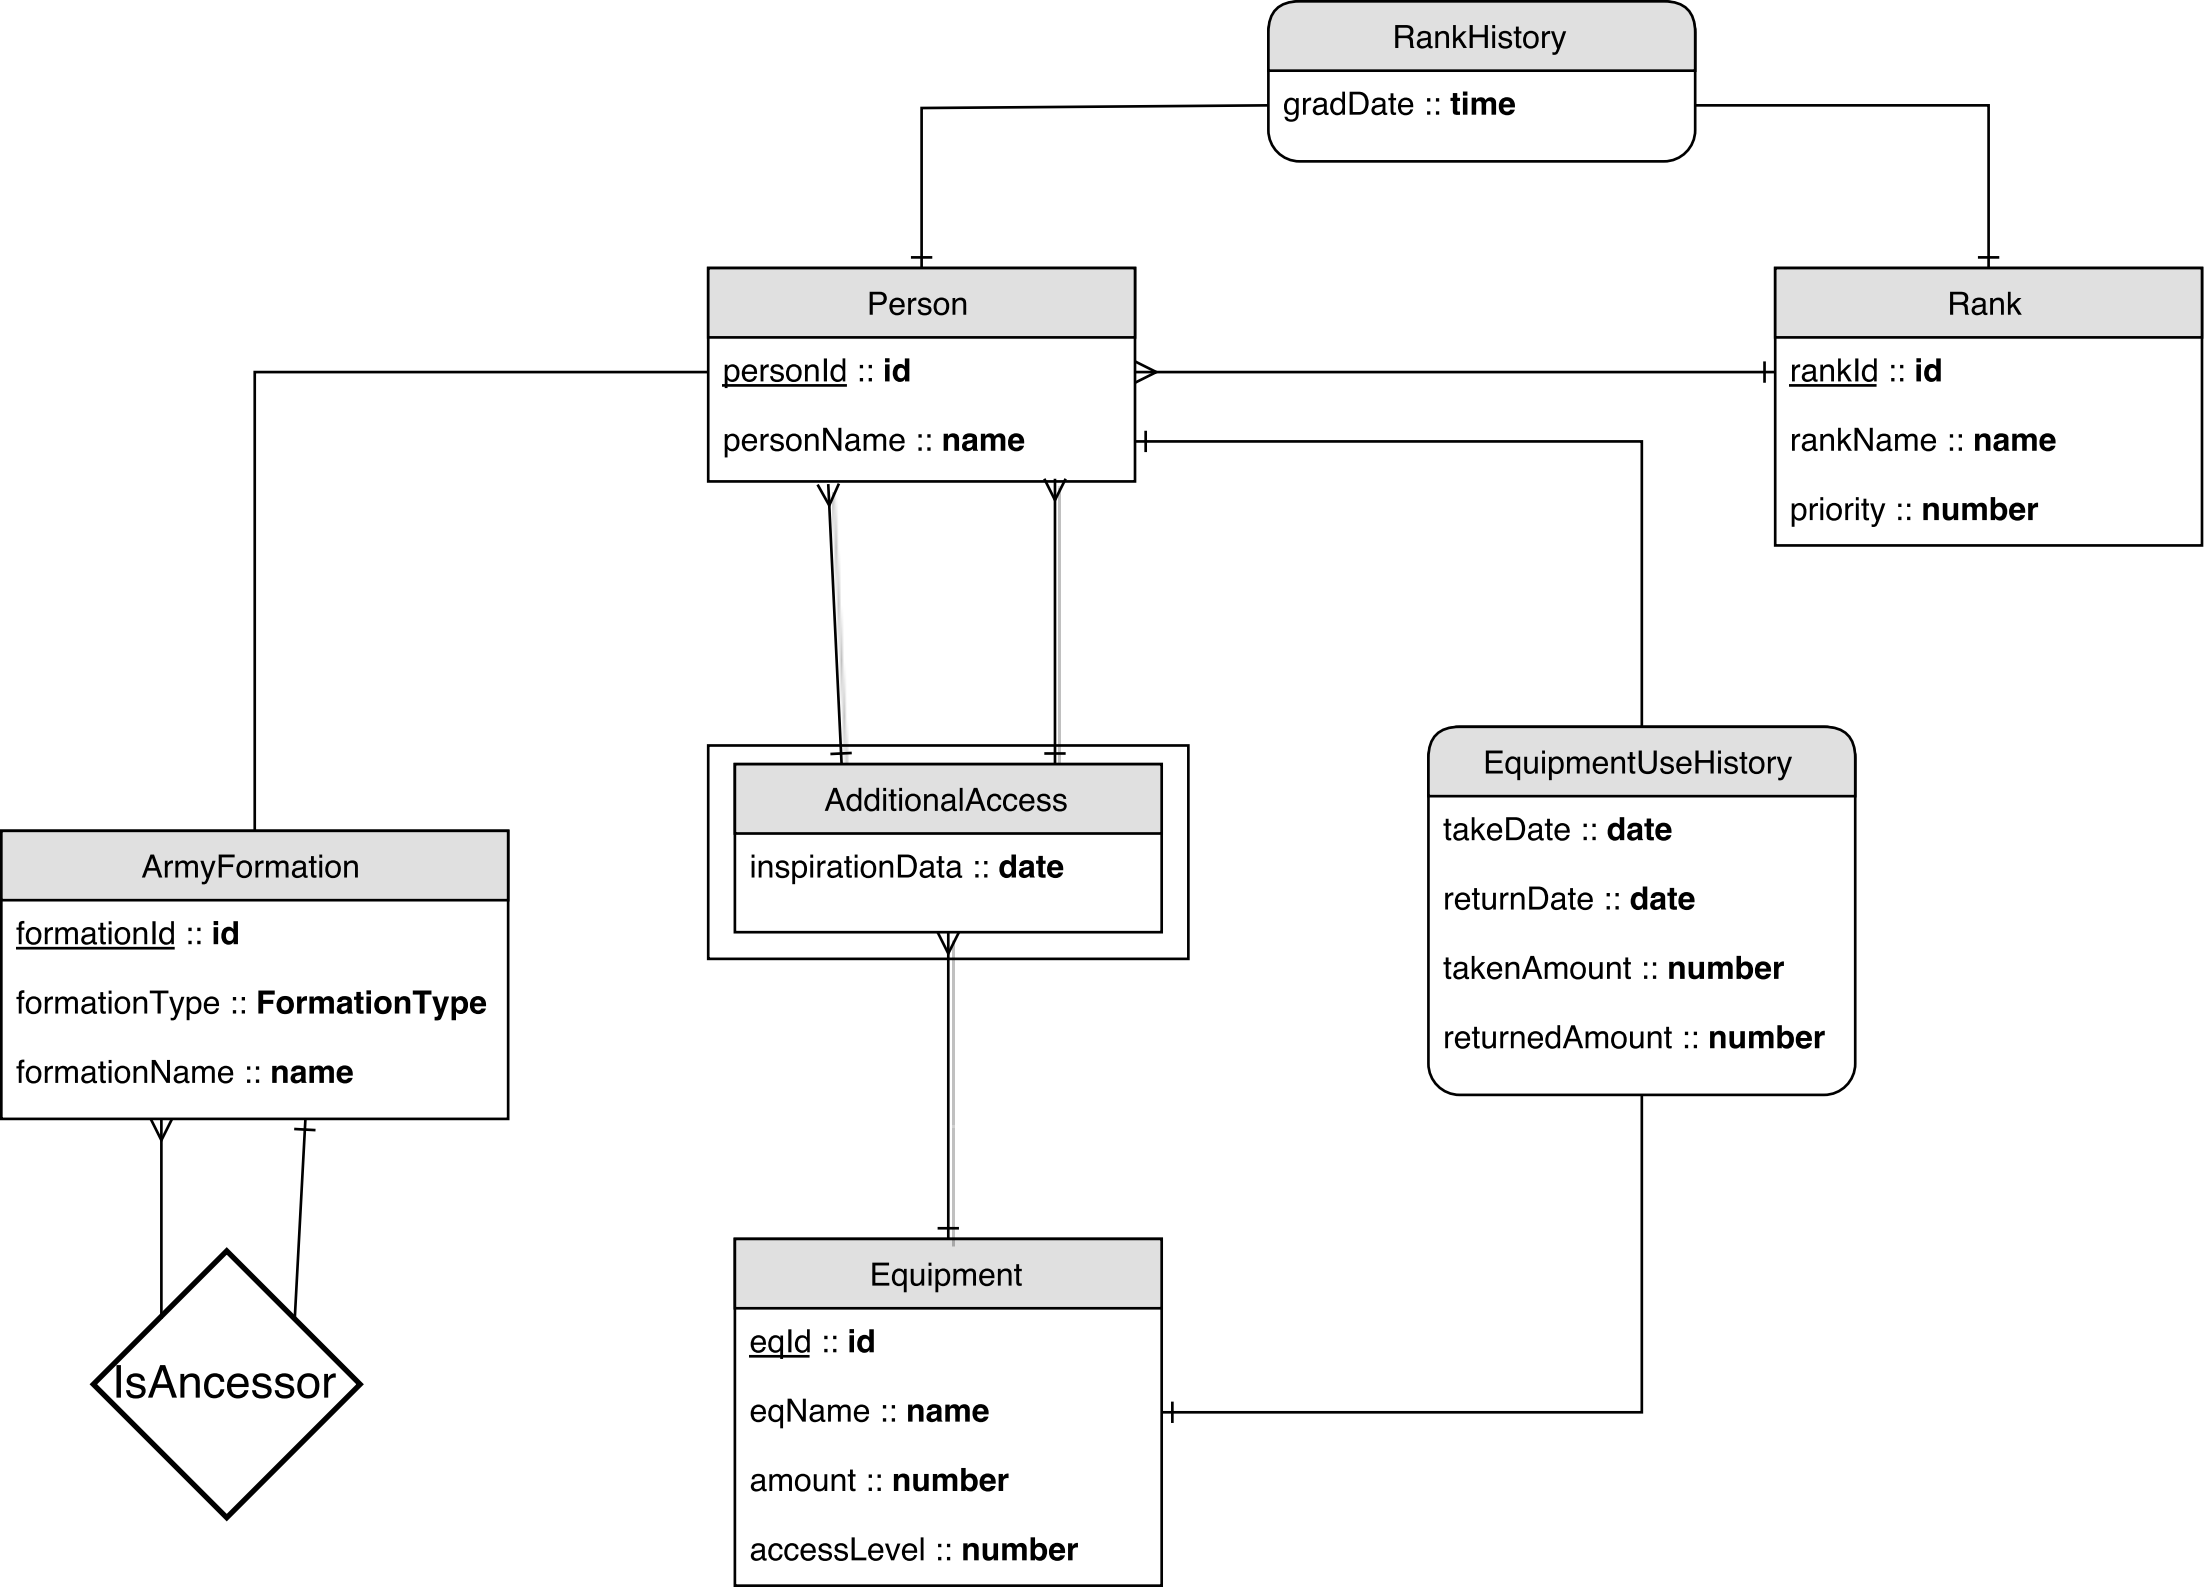 RankHistory
gradDate :: time
Person
personId :: id
personName :: name
Rank
rankId :: id
rankName :: name
priority :: number
AdditionalAccess
inspirationData :: date
EquipmentUseHistory
takeDate :: date
returnDate :: date
takenAmount :: number
returnedAmount :: number
ArmyFormation
formationId :: id
formationType :: FormationType
formationName :: name
IsAncessor
Equipment
eqId :: id
eqName :: name
amount :: number
accessLevel :: number